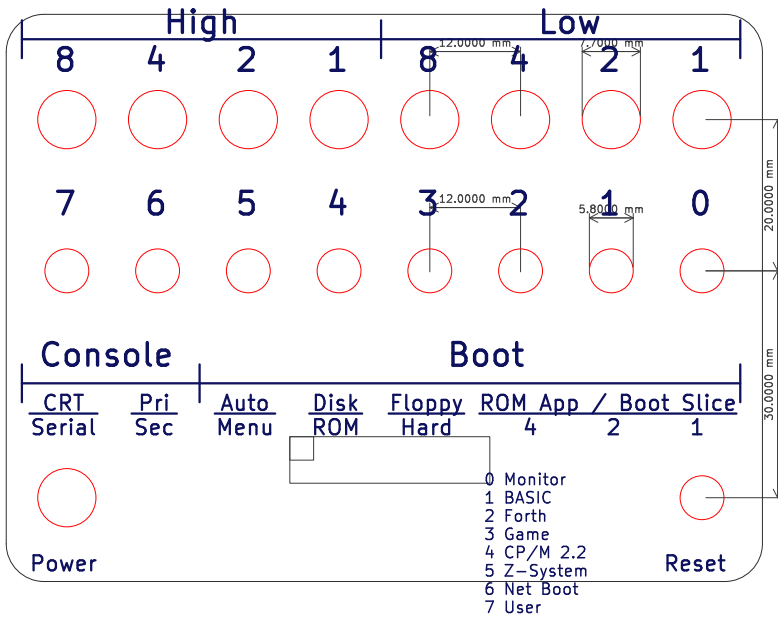 High Low
12.0000 mm 7.7000 mm
8 4 2 1 8 4 2 1
20.0000 mm
7 6 5 4 3 2 1 0
12.0000 mm 5.8000 mm
Console Boot
30.0000 mm
CRT Pri Auto Disk Floppy ROM App / Boot Slice
Serial Sec Menu ROM Hard 4 2 1
0 Monitor
1 BASIC
2 Forth
3 Game
4 CP/M 2.2
5 Z-System
6 Net Boot
7 User
Power Reset